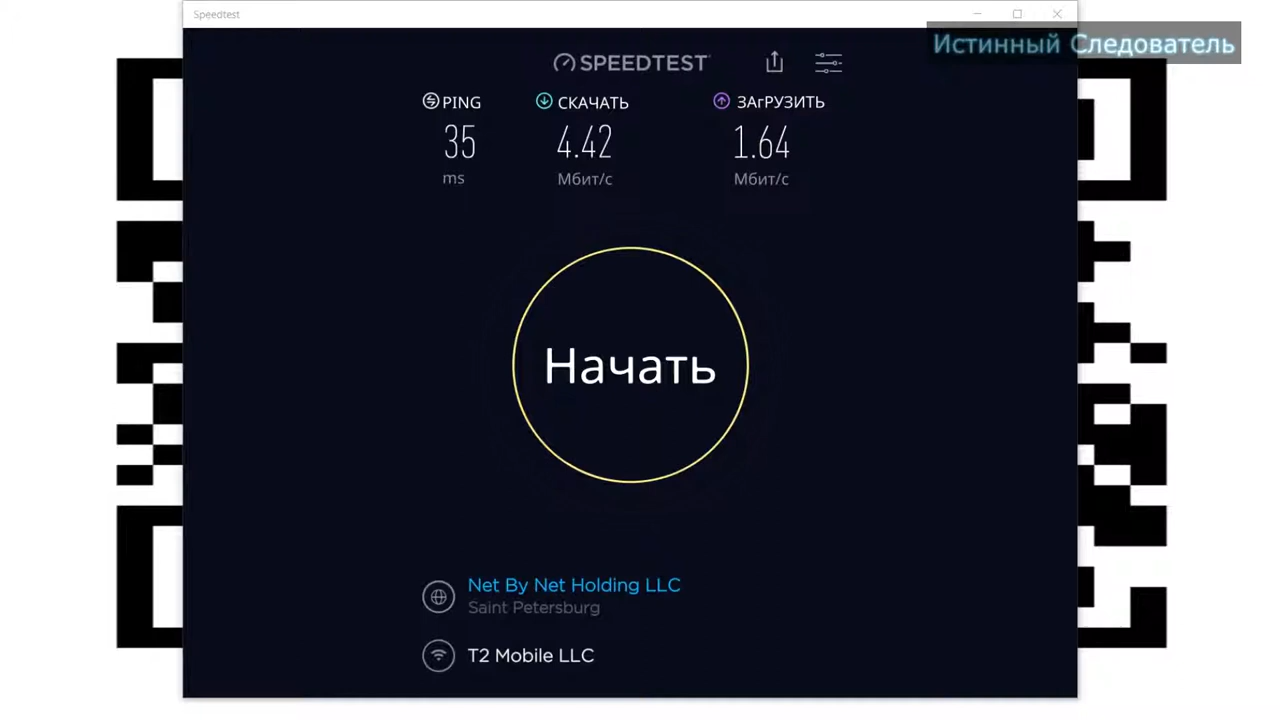 Speedtest
Истинный Следователь
SPEEDTEST
PING
СКАЧАТЬ
ЗАгРУЗИТЬ
35
4.42
1.64
ms
Мбит/с
Мбит/с
Начать
Net By Net Holding LLC
Saint Petersburg
T2 Mobile LLC